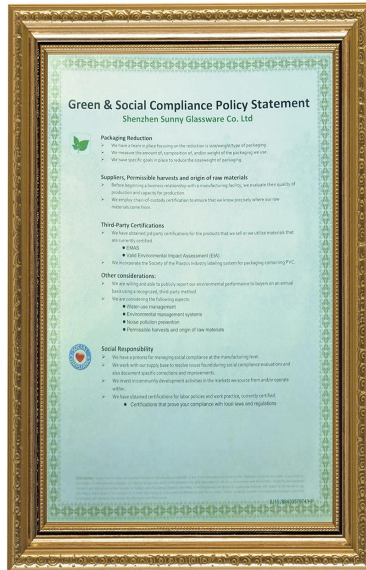 Green & Social Compliance Policy Statement
Shenzhen Sunny Glassware Co. Ltd
Packaging Reduction
We have a team in place focusing on the reduction is size/weight/type of packaging.
We measure the amount of, composition of, and/or weight of the packaging we use.
We have specific goals in place to reduce the size/weight of packaging.
Suppliers, Permissible harvests and origin of raw materials
Before beginning a business relationship with a manufacturing facility, we evaluate their quality of
production and capacity for production.
We employ chain-of-custody certification to ensure that we know precisely where our raw
materials come from.
Third-Party Certifications
We have obtained 3rd party certifications for the products that we sell or we utilize materials that
are currently certified.
EMAS
Valid Environmental Impact Assessment (EIA)
We incorporate the Society of the Plastics Industry labeling system for packaging containing PVC.
Other considerations:
We are willing and able to publicly report our environmental performance to buyers on an annual
basis using a recognized, third-party method
We are considering the following aspects:
Water use management
Environmental management systems
Noise pollution prevention
Permissible harvests and origin of raw materials
Social Responsibility
We have a process for managing social compliance at the manufacturing level.
We work with our supply base to resolve issues found during social compliance evaluations and
also document specific corrections and improvements.
We invest in community development activities in the markets we source from and/or operate
within.
We have obtained certifications for labor policies and work practice, currently certified.
Certifications that prove your compliance with local laws and regulations